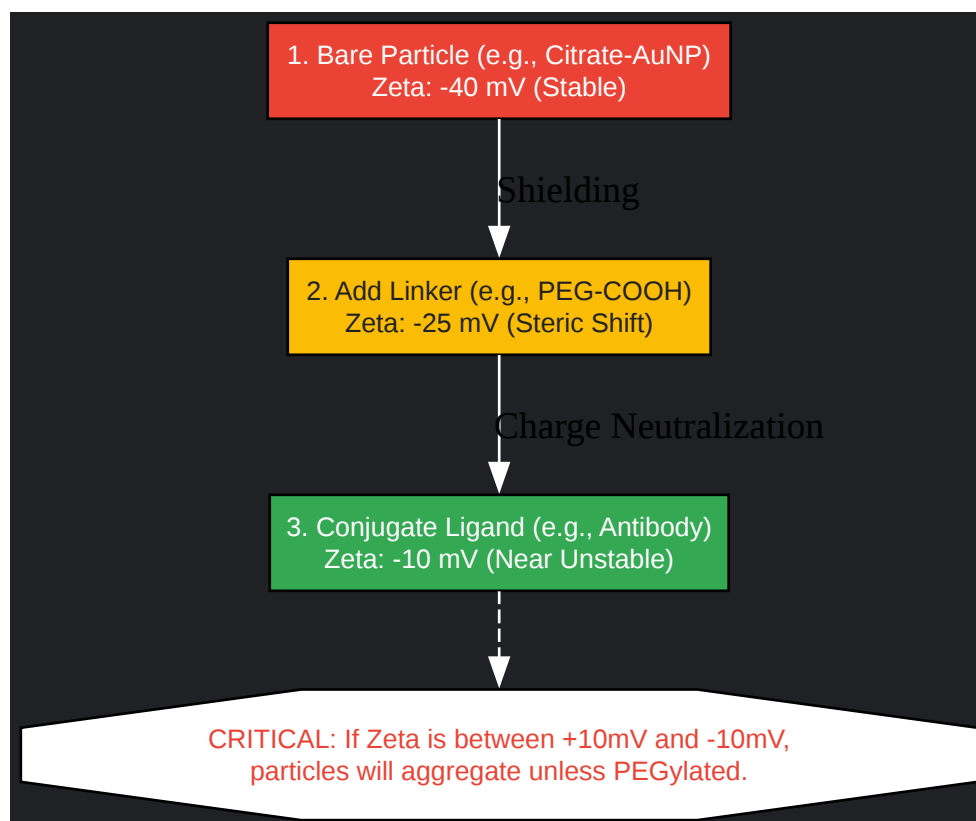 1. Bare Particle (e.g., Citrate-AuNP)
Zeta: -40 mV (Stable)
Shielding
2. Add Linker (e.g., PEG-COOH)
Zeta: -25 mV (Steric Shift)
Charge Neutralization
3. Conjugate Ligand (e.g., Antibody)
Zeta: -10 mV (Near Unstable)
CRITICAL: If Zeta is between +10mV and -10mV,
particles will aggregate unless PEGylated.